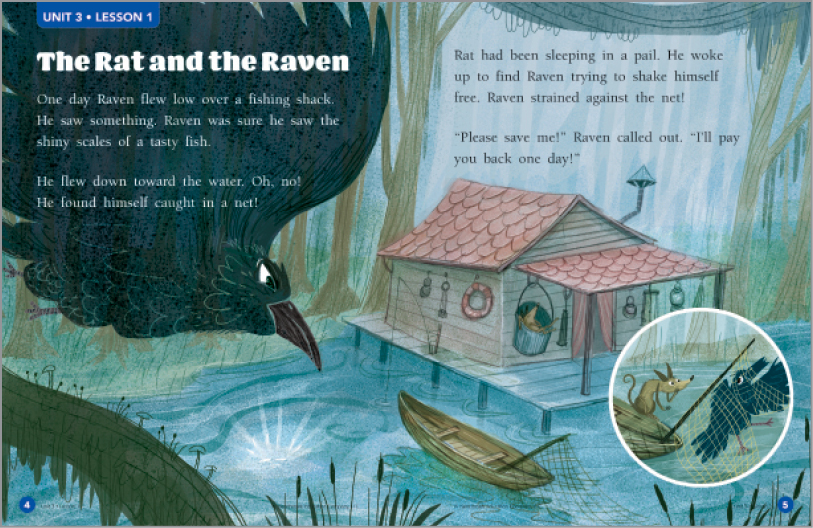 UNIT 3 • LESSON 1
The Rat and the Raven
One day Raven flew low over a fishing shack.
He saw something. Raven was sure he saw the
shiny scales of a tasty fish.
He flew down toward the water. Oh, no!
He found himself caught in a net!
Rat had been sleeping in a pail. He woke
up to find Raven trying to shake himself
free. Raven strained against the net!
“Please save me!” Raven called out. “I’ll pay
you back one day!”
4
5